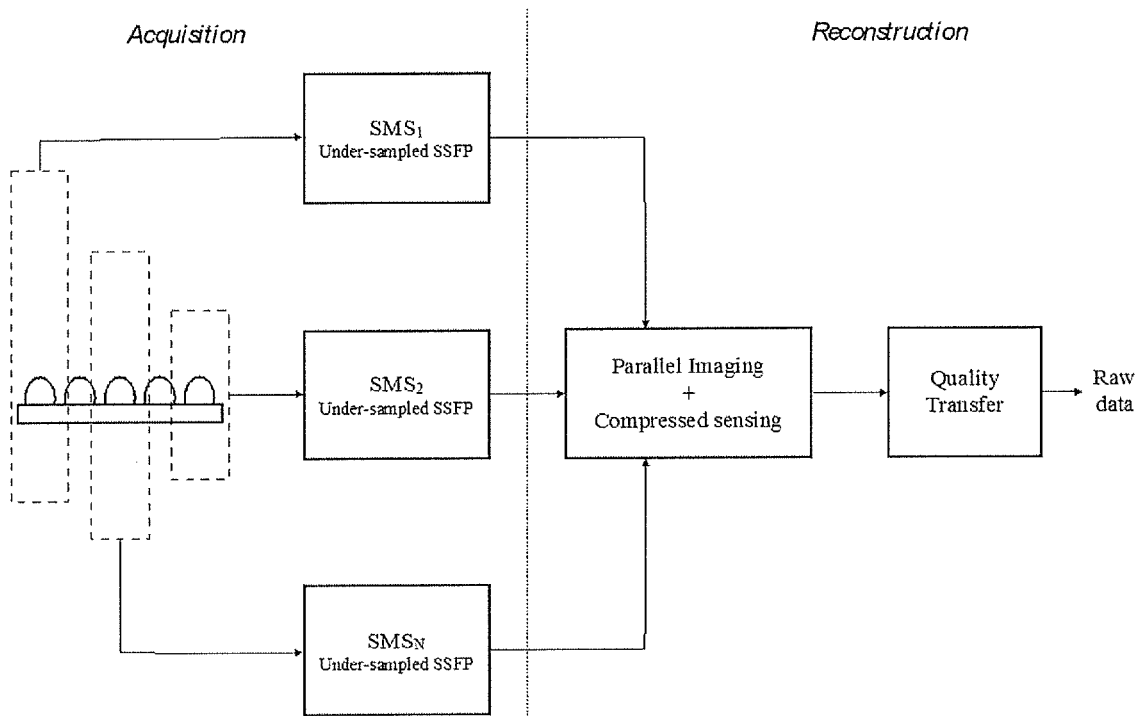 Acquisition
Reconstruction
SMS₁
Under-sampled SSFP
SMS₂
Under-sampled SSFP
SMSN
Under-sampled SSFP
Parallel Imaging
+
Compressed sensing
Quality
Transfer
Raw
data